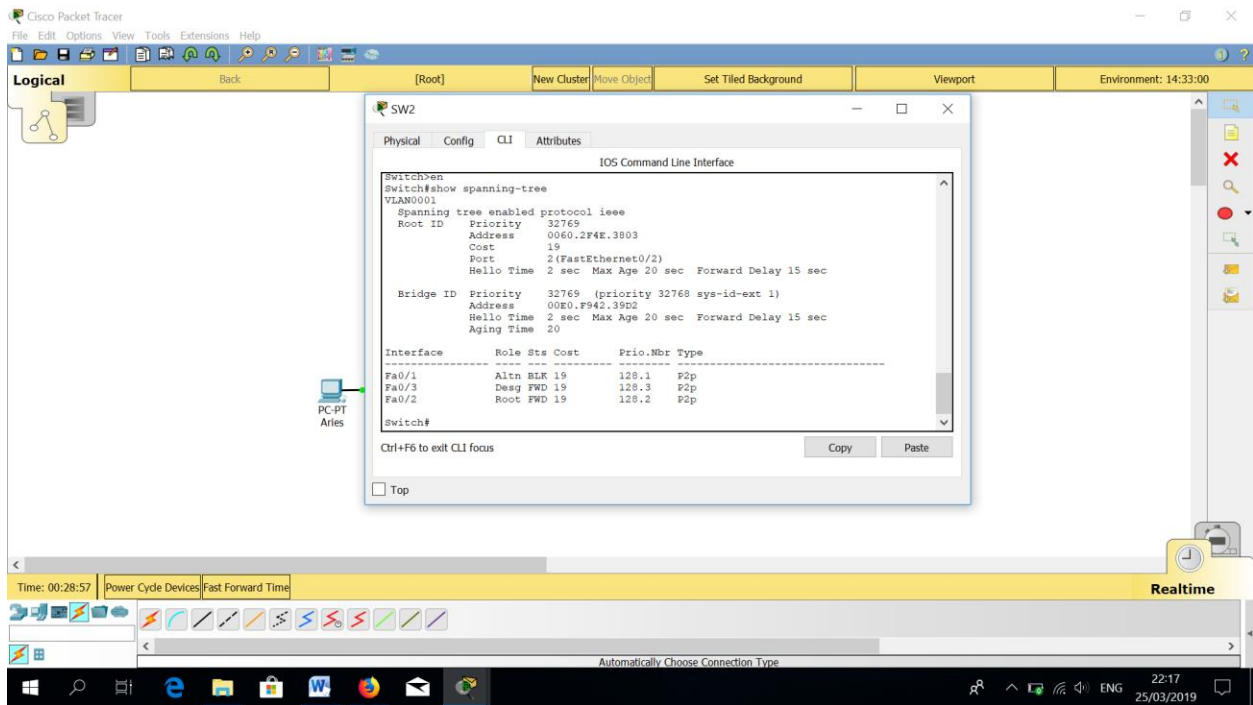 Cisco Packet Tracer
File Edit Options View Tools Extensions Help
Logical Back [Root] New Cluster Move Object Set Tiled Background Viewport Environment: 14:33:00
SW2
Physical Config CLI Attributes
IOS Command Line Interface
Switch>en
Switch#show spanning-tree
VLAN0001
Spanning tree enabled protocol ieee
Root ID Priority 32769
Address 0060.2F4E.3803
Cost 19
Port 2(FastEthernet0/2)
Hello Time 2 sec Max Age 20 sec Forward Delay 15 sec
Bridge ID Priority 32769 (priority 32768 sys-id-ext 1)
Address 00E0.F942.39D2
Hello Time 2 sec Max Age 20 sec Forward Delay 15 sec
Aging Time 20
Interface Role Sts Cost Prio.Nbr Type
---------------- ---- --- --------- -------- --------------------------------
Fa0/1 Altn BLK 19 128.1 P2p
Fa0/3 Desg FWD 19 128.3 P2p
Fa0/2 Root FWD 19 128.2 P2p
Switch#
PC-PT
Aries
Ctrl+F6 to exit CLI focus Copy Paste
Top
Time: 00:28:57 Power Cycle Devices Fast Forward Time Realtime
Automatically Choose Connection Type
ENG 22:17
25/03/2019